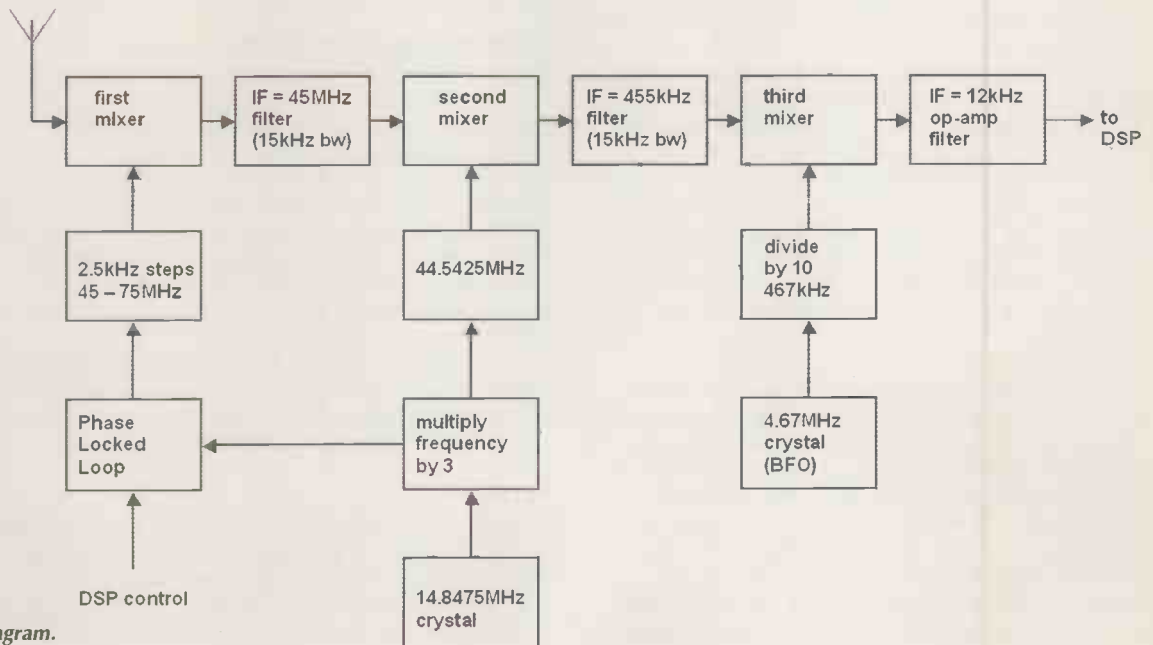 first
mixer
IF = 45MHz
filter
(15kHz bw)
second
mixer
IF = 455kHz
filter
(15kHz bw)
third
mixer
IF = 12kHz
op-amp
filter
to
DSP
2.5kHz steps
45 – 75MHz
44.5425MHz
divide
by 10
467kHz
Phase
Locked
Loop
multiply
frequency
by 3
4.67MHz
crystal
(BFO)
DSP control
14.8475MHz
crystal
agram.